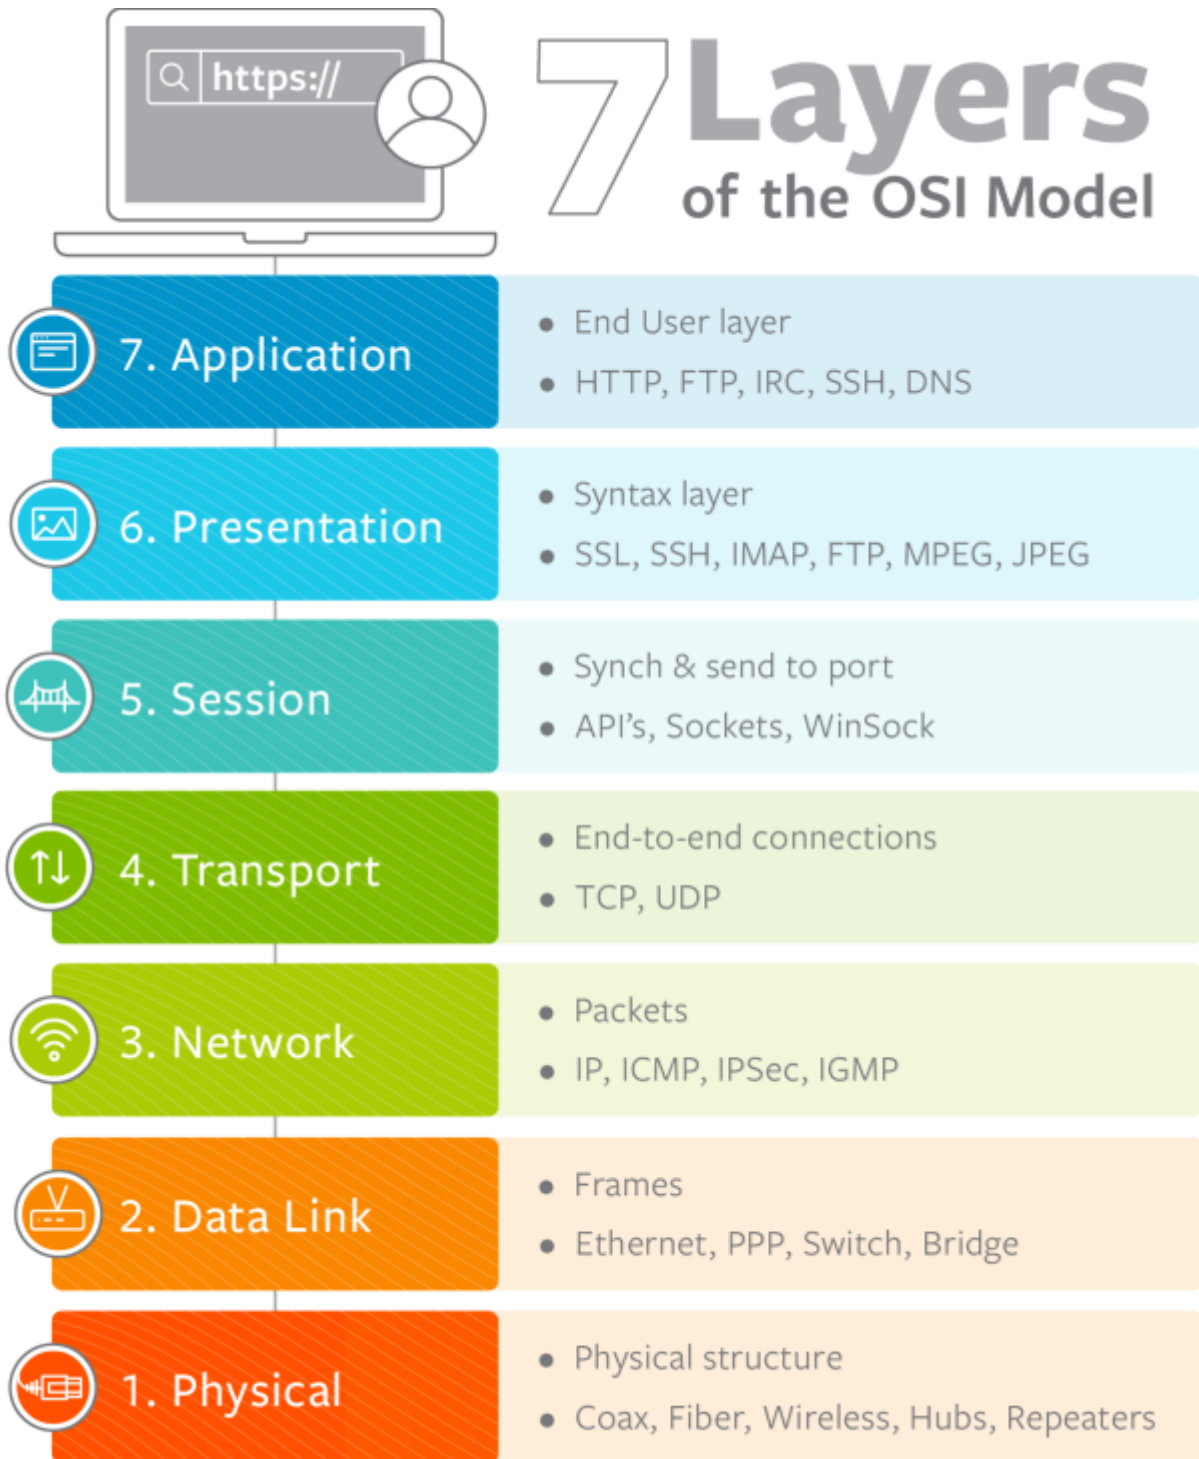 https://
7 Layers
of the OSI Model
7. Application
• End User layer
• HTTP, FTP, IRC, SSH, DNS
6. Presentation
• Syntax layer
• SSL, SSH, IMAP, FTP, MPEG, JPEG
5. Session
• Synch & send to port
• API’s, Sockets, WinSock
4. Transport
• End-to-end connections
• TCP, UDP
3. Network
• Packets
• IP, ICMP, IPSec, IGMP
2. Data Link
• Frames
• Ethernet, PPP, Switch, Bridge
1. Physical
• Physical structure
• Coax, Fiber, Wireless, Hubs, Repeaters